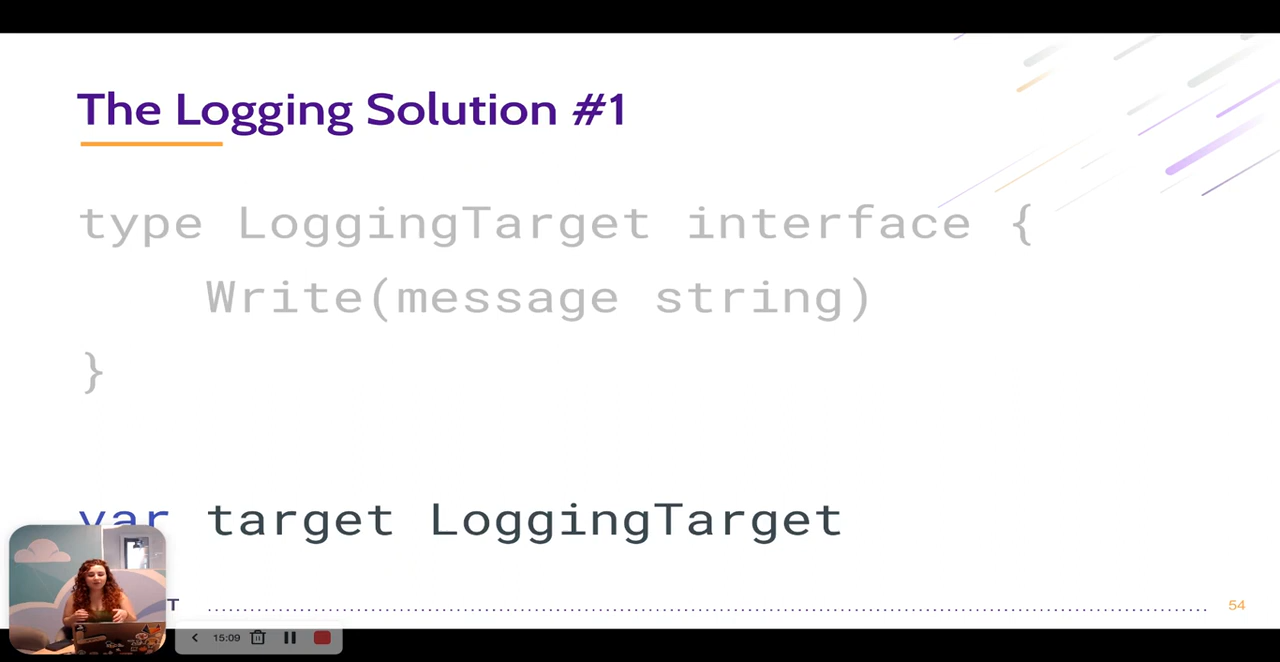 The Logging Solution #1
type LoggingTarget interface {
Write(message string)
}
var target LoggingTarget
T
54
15:09